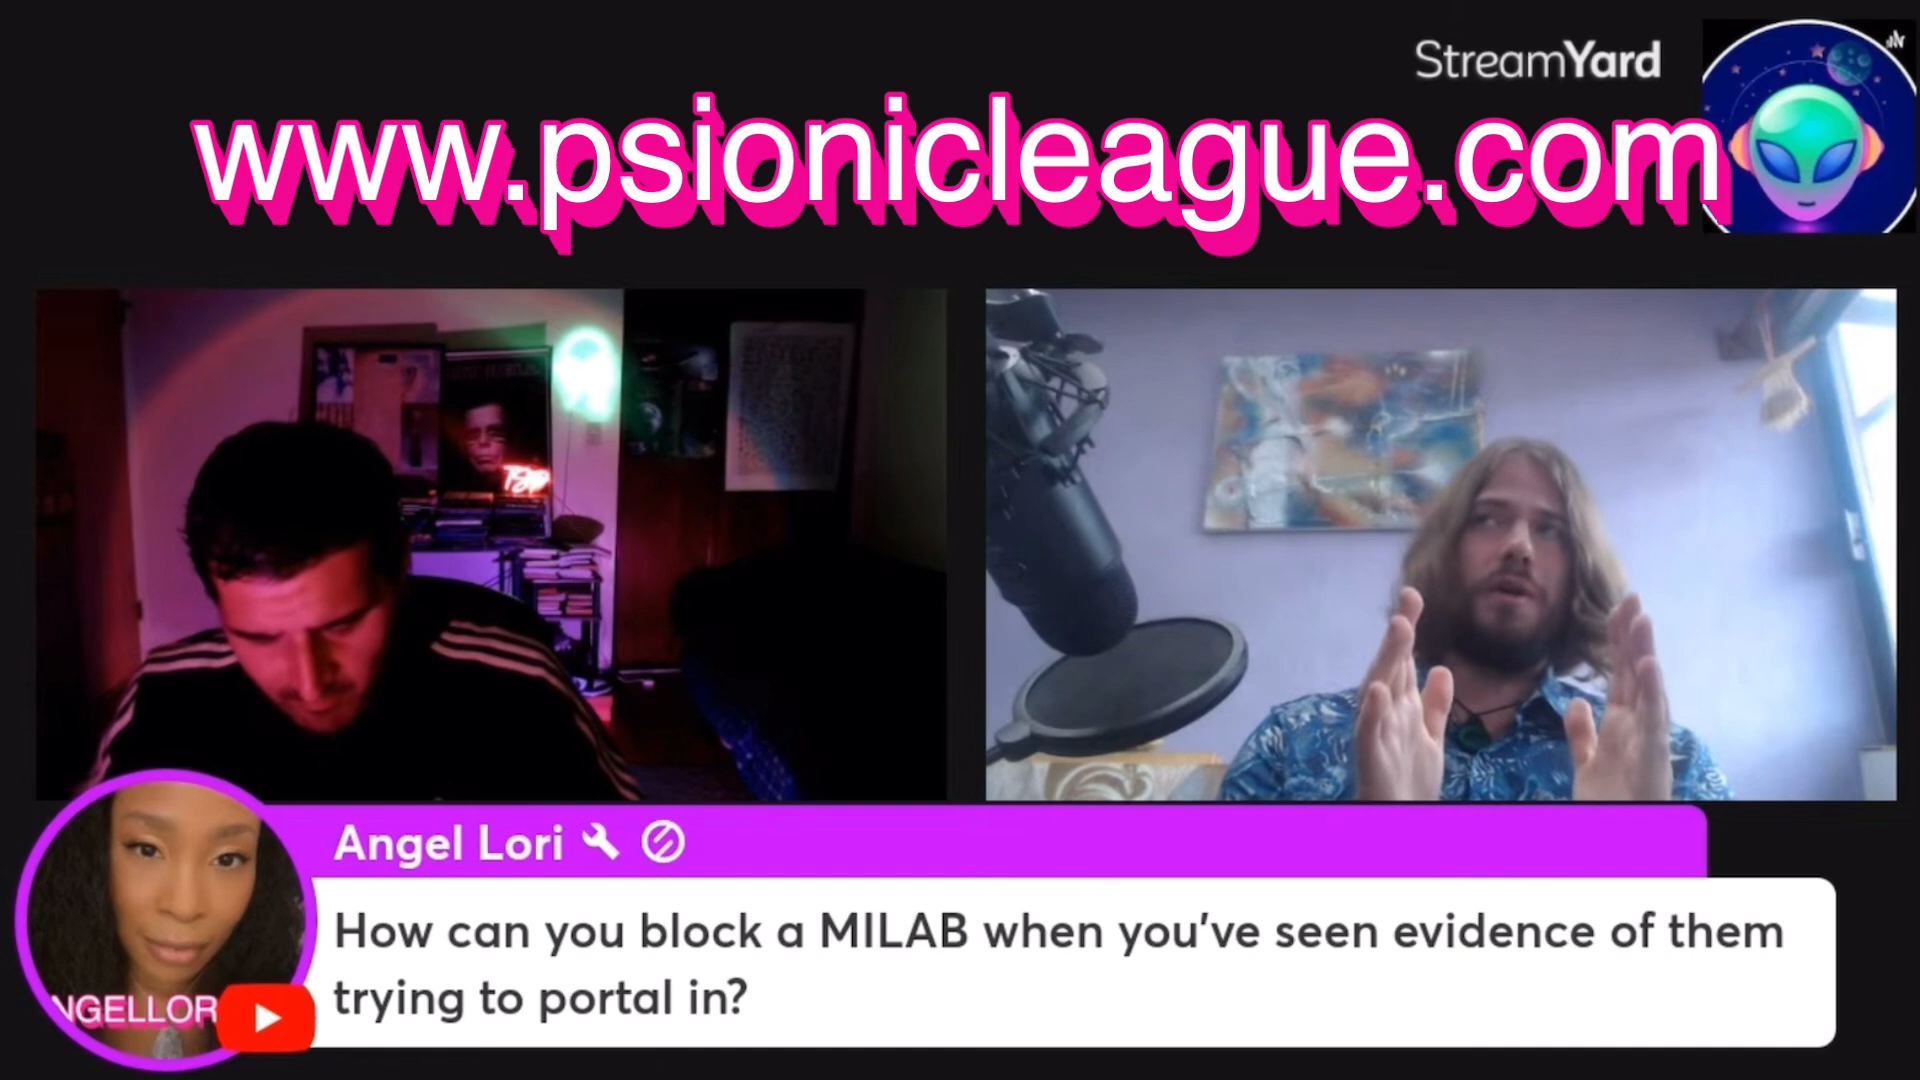 StreamYard
www.psionicleague.com
TSJP
Angel Lori
How can you block a MILAB when you've seen evidence of them
trying to portal in?
NGELLOR